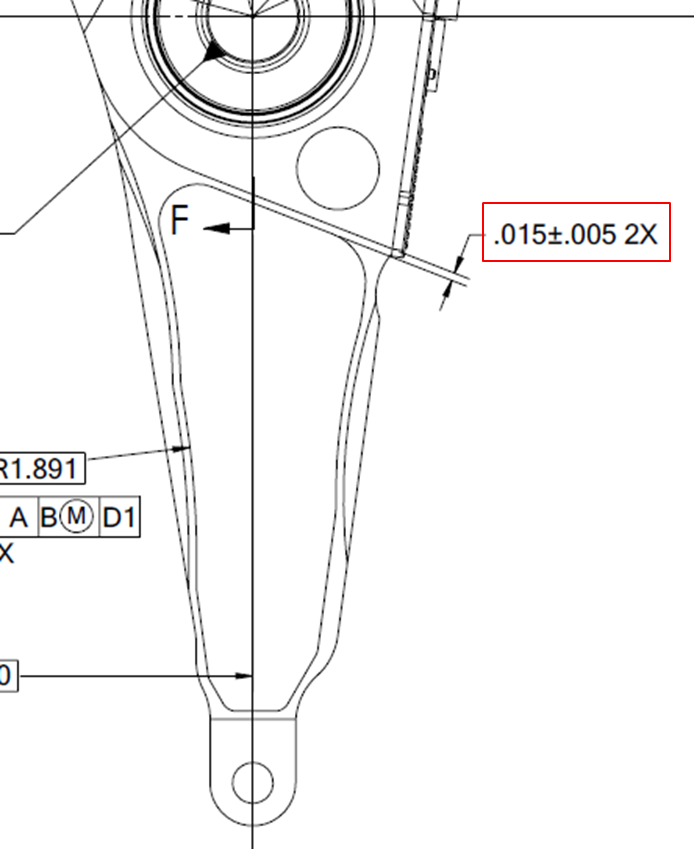 F
.015±.005 2X
R1.891
A B Ⓜ D1
X
0